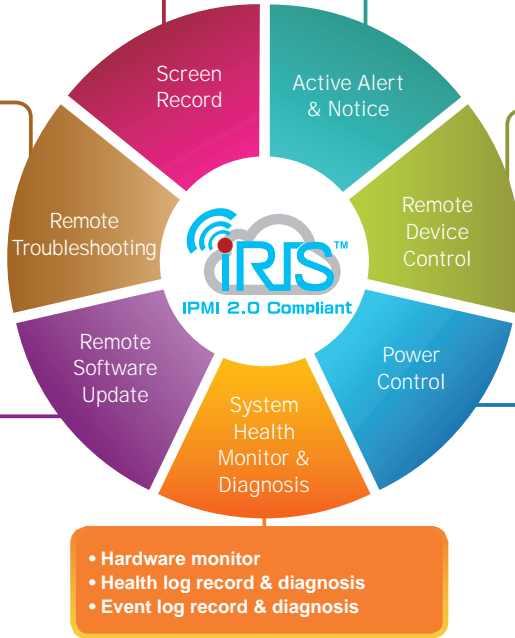 Screen
Record
Active Alert
& Notice
Remote
Troubleshooting
Remote
Device
Control
iRIS™
IPMI 2.0 Compliant
Remote
Software
Update
Power
Control
System
Health
Monitor &
Diagnosis
• Hardware monitor
• Health log record & diagnosis
• Event log record & diagnosis